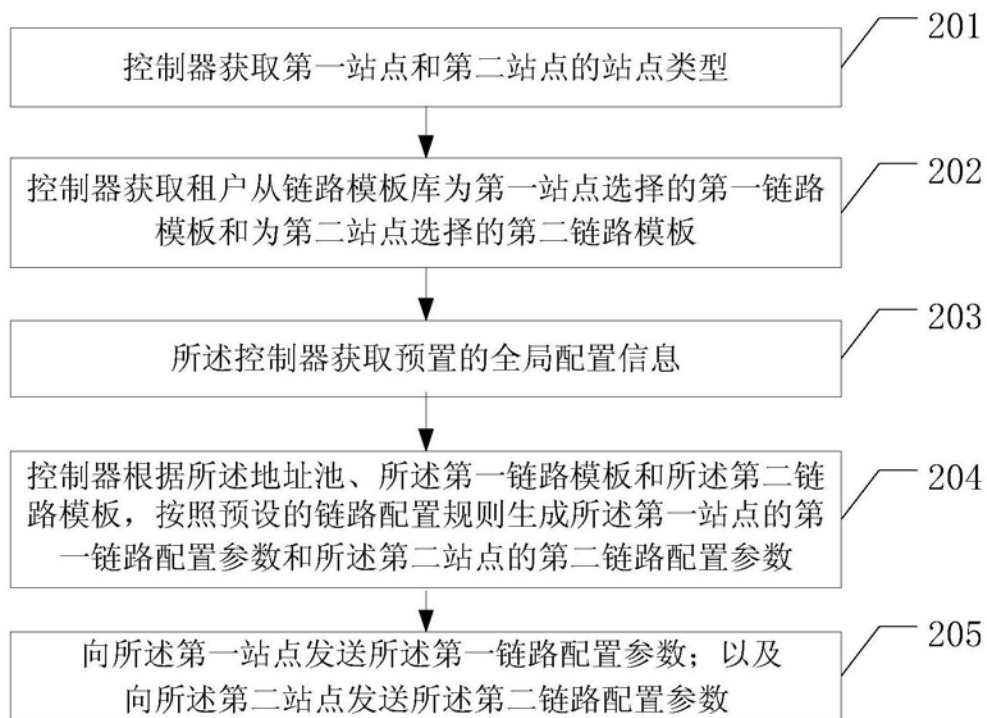 201
控制器获取第一站点和第二站点的站点类型
202
控制器获取租户从链路模板库为第一站点选择的第一链路
模板和为第二站点选择的第二链路模板
203
所述控制器获取预置的全局配置信息
204
控制器根据所述地址池、所述第一链路模板和所述第二链
路模板，按照预设的链路配置规则生成所述第一站点的第
一链路配置参数和所述第二站点的第二链路配置参数
205
向所述第一站点发送所述第一链路配置参数；以及
向所述第二站点发送所述第二链路配置参数